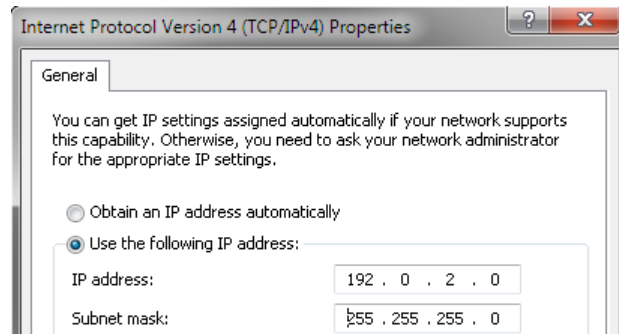 Internet Protocol Version 4 (TCP/IPv4) Properties
General
You can get IP settings assigned automatically if your network supports
this capability. Otherwise, you need to ask your network administrator
for the appropriate IP settings.
Obtain an IP address automatically
Use the following IP address:
IP address: 192 . 0 . 2 . 0
Subnet mask: 255 . 255 . 255 . 0